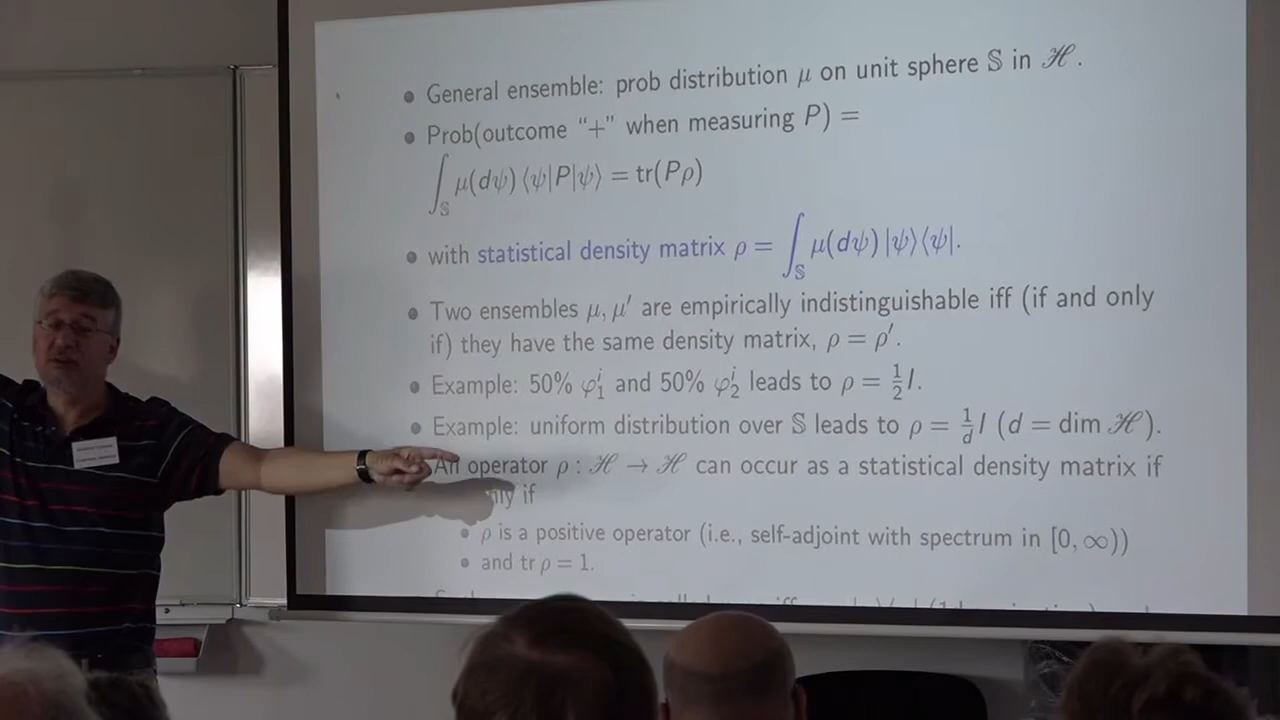 General ensemble: prob distribution μ on unit sphere 𝕊 in ℋ.
Prob(outcome “+” when measuring P) =
∫_𝕊 μ(dψ) ⟨ψ|P|ψ⟩ = tr(Pρ)
with statistical density matrix ρ = ∫_𝕊 μ(dψ) |ψ⟩⟨ψ|.
Two ensembles μ, μ′ are empirically indistinguishable iff (if and only
if) they have the same density matrix, ρ = ρ′.
Example: 50% φ₁ⁱ and 50% φ₂ⁱ leads to ρ = ½I.
Example: uniform distribution over 𝕊 leads to ρ = 1/d I (d = dim ℋ).
An operator ρ : ℋ → ℋ can occur as a statistical density matrix if
if
ρ is a positive operator (i.e., self-adjoint with spectrum in [0, ∞))
and tr ρ = 1.